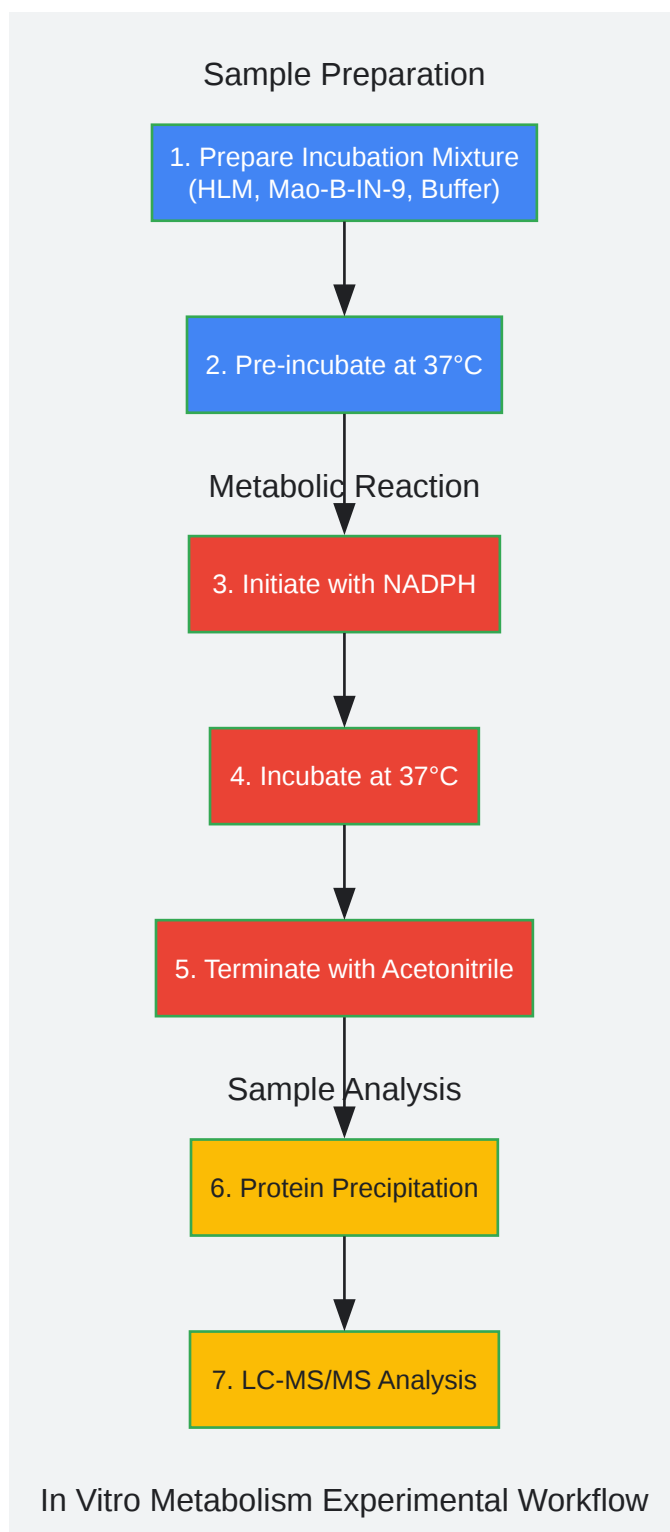 Sample Preparation
1. Prepare Incubation Mixture
(HLM, Mao-B-IN-9, Buffer)
2. Pre-incubate at 37°C
Metabolic Reaction
3. Initiate with NADPH
4. Incubate at 37°C
5. Terminate with Acetonitrile
Sample Analysis
6. Protein Precipitation
7. LC-MS/MS Analysis
In Vitro Metabolism Experimental Workflow